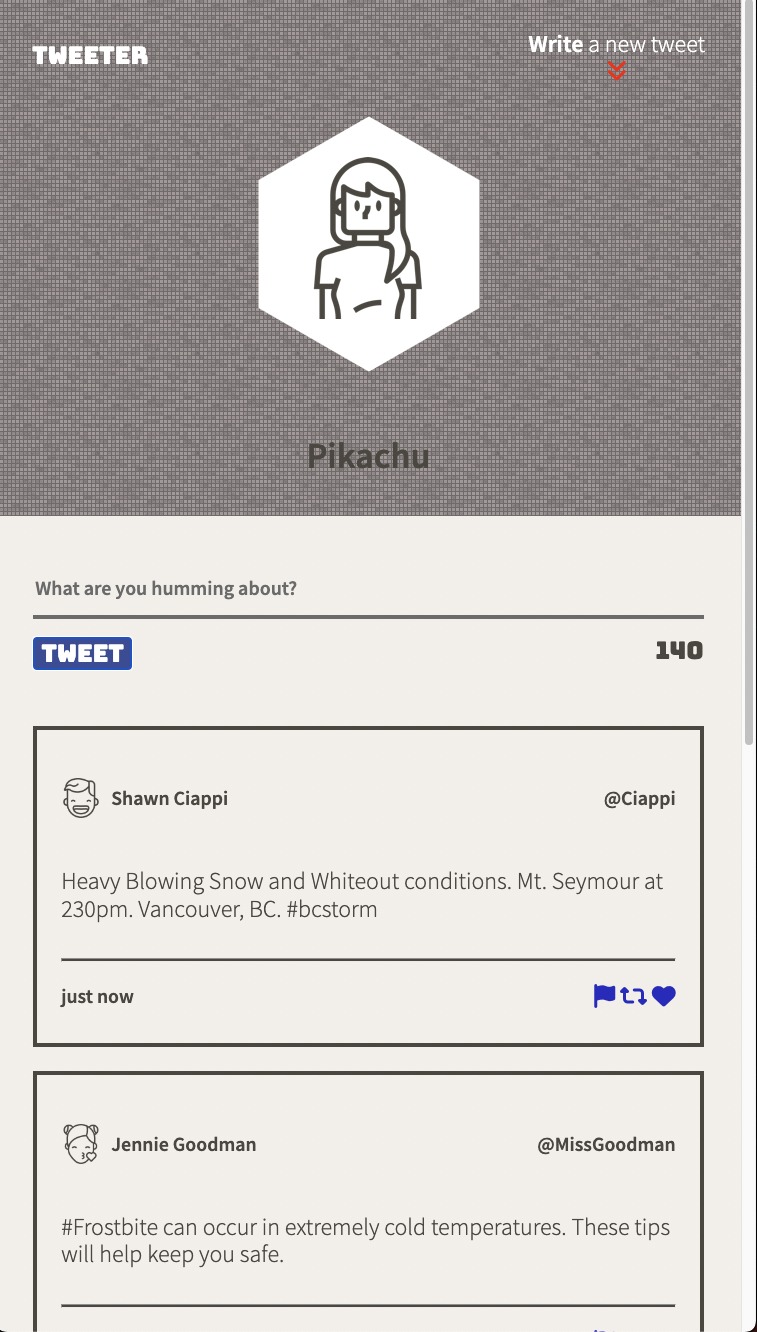 TWEETER
Write a new tweet
Pikachu
What are you humming about?
TWEET
140
Shawn Ciappi
@Ciappi
Heavy Blowing Snow and Whiteout conditions. Mt. Seymour at
230pm. Vancouver, BC. #bcstorm
just now
Jennie Goodman
@MissGoodman
#Frostbite can occur in extremely cold temperatures. These tips
will help keep you safe.